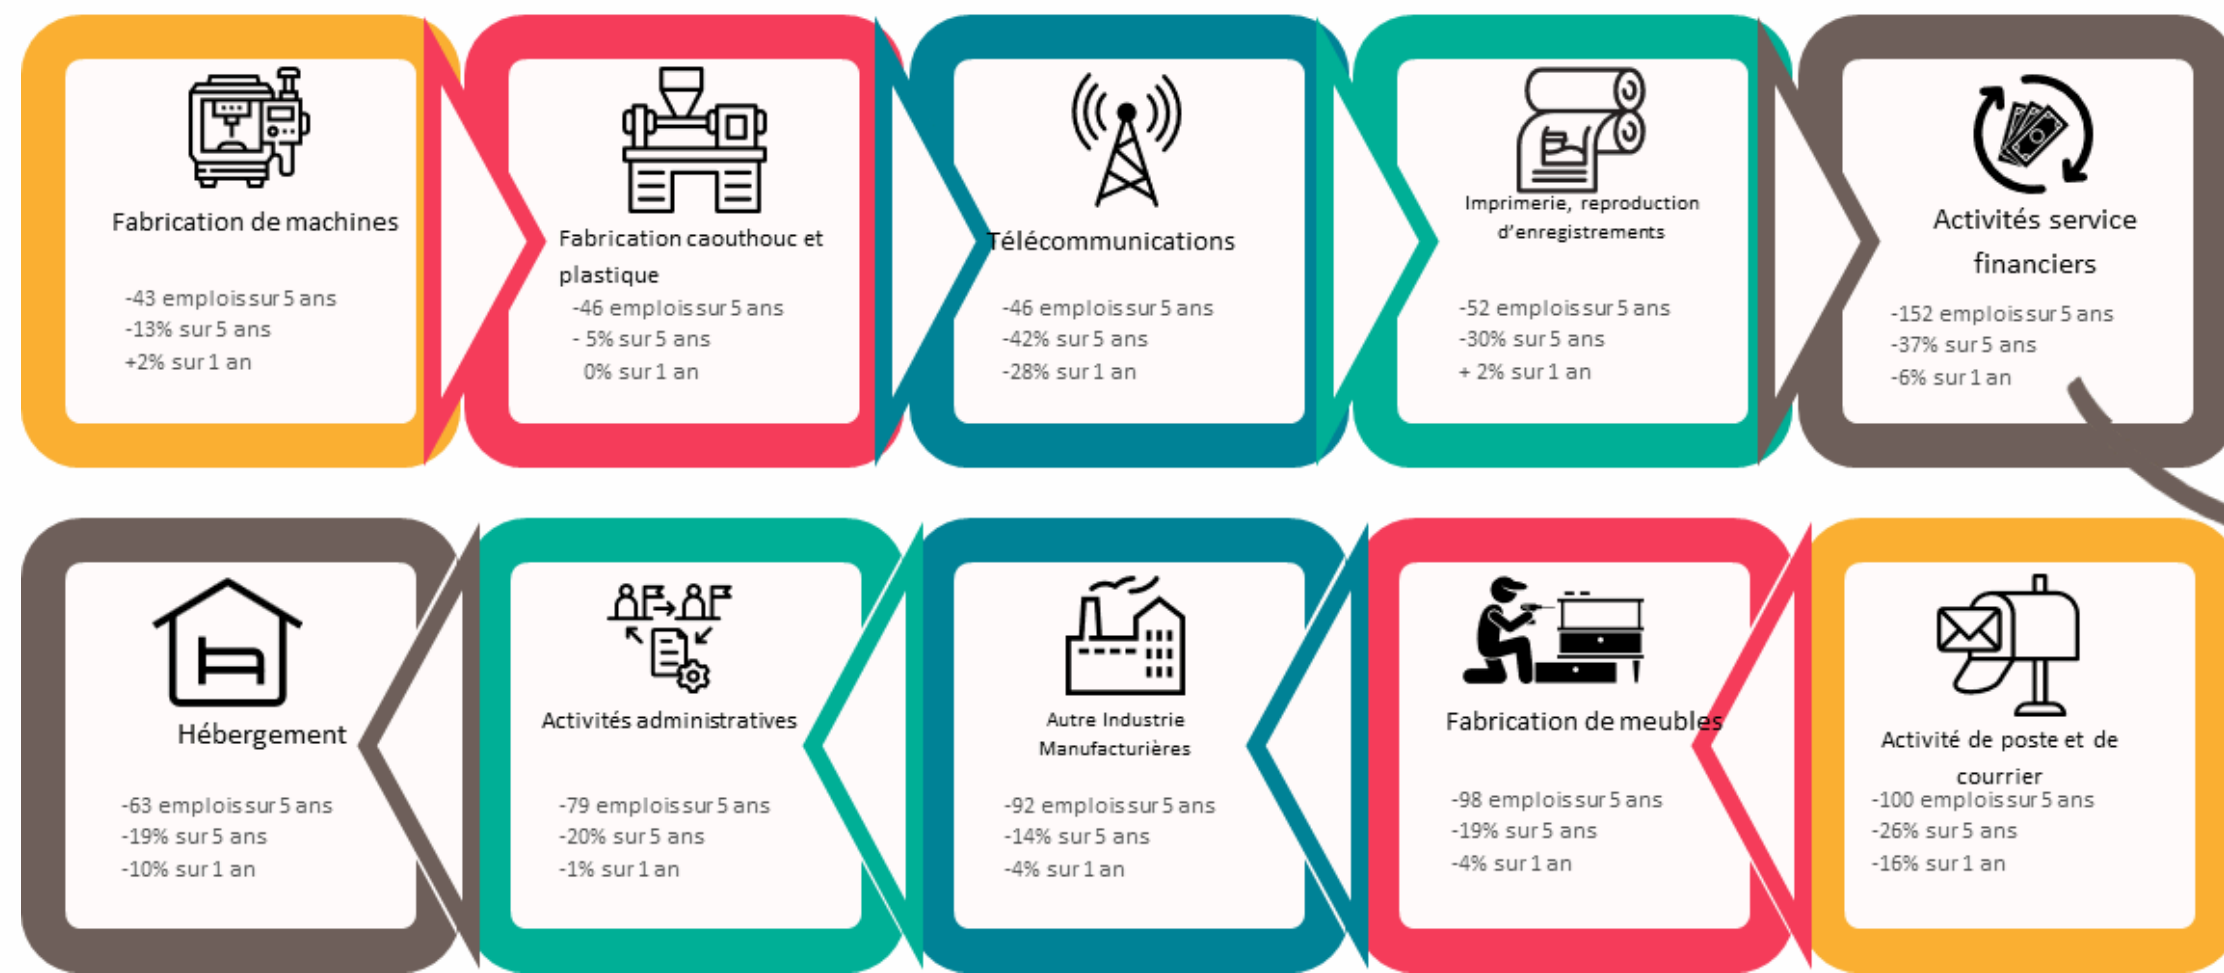 Fabrication de machines
-43 emplois sur 5 ans
-13% sur 5 ans
+2% sur 1 an
Fabrication caouthouc et
plastique
-46 emplois sur 5 ans
- 5% sur 5 ans
0% sur 1 an
Télécommunications
-46 emplois sur 5 ans
-42% sur 5 ans
-28% sur 1 an
Imprimerie, reproduction
d'enregistrements
-52 emplois sur 5 ans
-30% sur 5 ans
+ 2% sur 1 an
Activités service
financiers
-152 emplois sur 5 ans
-37% sur 5 ans
-6% sur 1 an
Hébergement
-63 emplois sur 5 ans
-19% sur 5 ans
-10% sur 1 an
Activités administratives
-79 emplois sur 5 ans
-20% sur 5 ans
-1% sur 1 an
Autre Industrie
Manufacturières
-92 emplois sur 5 ans
-14% sur 5 ans
-4% sur 1 an
Fabrication de meubles
-98 emplois sur 5 ans
-19% sur 5 ans
-4% sur 1 an
Activité de poste et de
courrier
-100 emplois sur 5 ans
-26% sur 5 ans
-16% sur 1 an